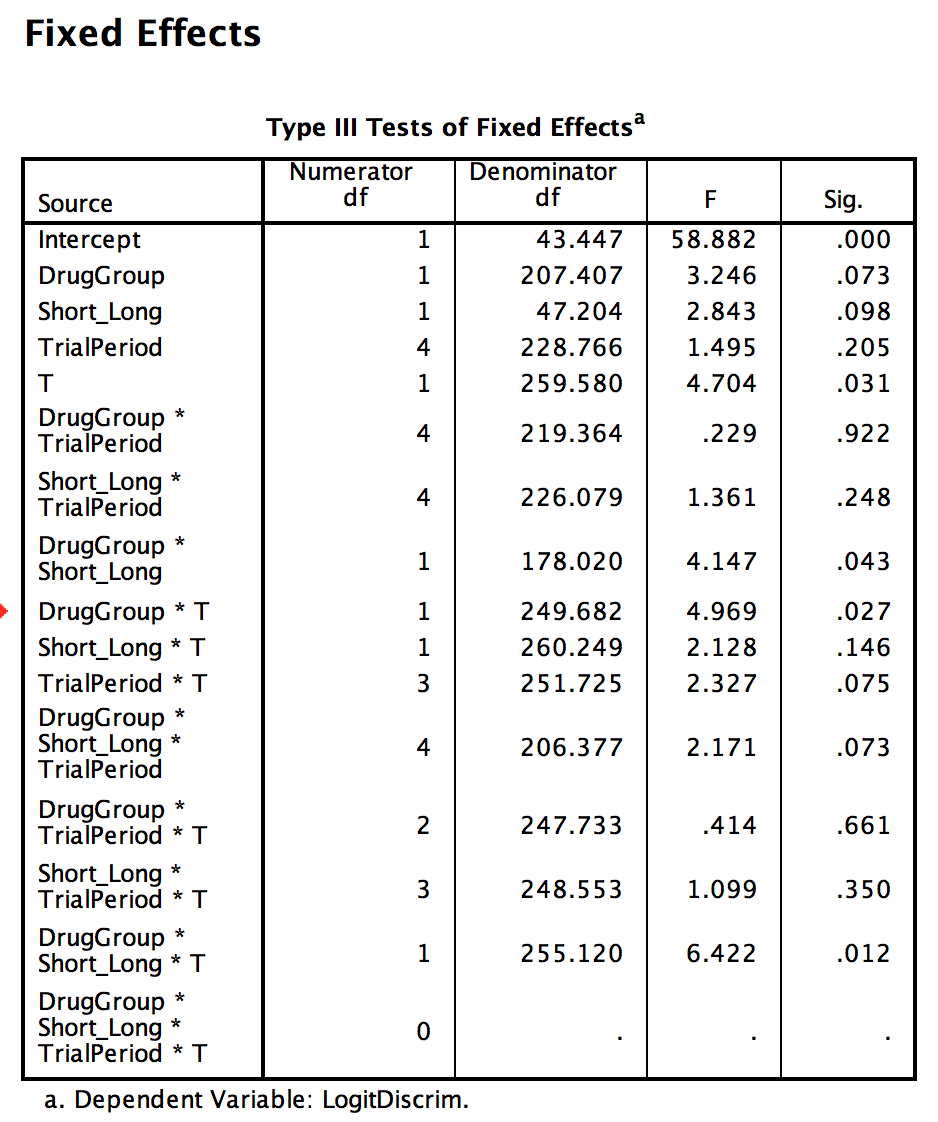 Fixed Effects
Type III Tests of Fixed Effects a
Source Numerator df Denominator df F Sig.
Intercept 1 43.447 58.882 .000
DrugGroup 1 207.407 3.246 .073
Short_Long 1 47.204 2.843 .098
TrialPeriod 4 228.766 1.495 .205
T 1 259.580 4.704 .031
DrugGroup * TrialPeriod 4 219.364 .229 .922
Short_Long * TrialPeriod 4 226.079 1.361 .248
DrugGroup * Short_Long 1 178.020 4.147 .043
DrugGroup * T 1 249.682 4.969 .027
Short_Long * T 1 260.249 2.128 .146
TrialPeriod * T 3 251.725 2.327 .075
DrugGroup * Short_Long * TrialPeriod 4 206.377 2.171 .073
DrugGroup * TrialPeriod * T 2 247.733 .414 .661
Short_Long * TrialPeriod * T 3 248.553 1.099 .350
DrugGroup * Short_Long * T 1 255.120 6.422 .012
DrugGroup * Short_Long * TrialPeriod * T 0 . . .
a. Dependent Variable: LogitDiscrim.